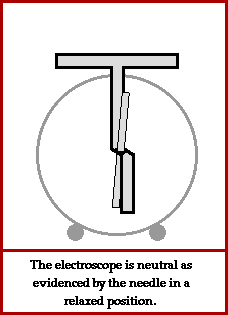 The electroscope is neutral as
evidenced by the needle in a
relaxed position.